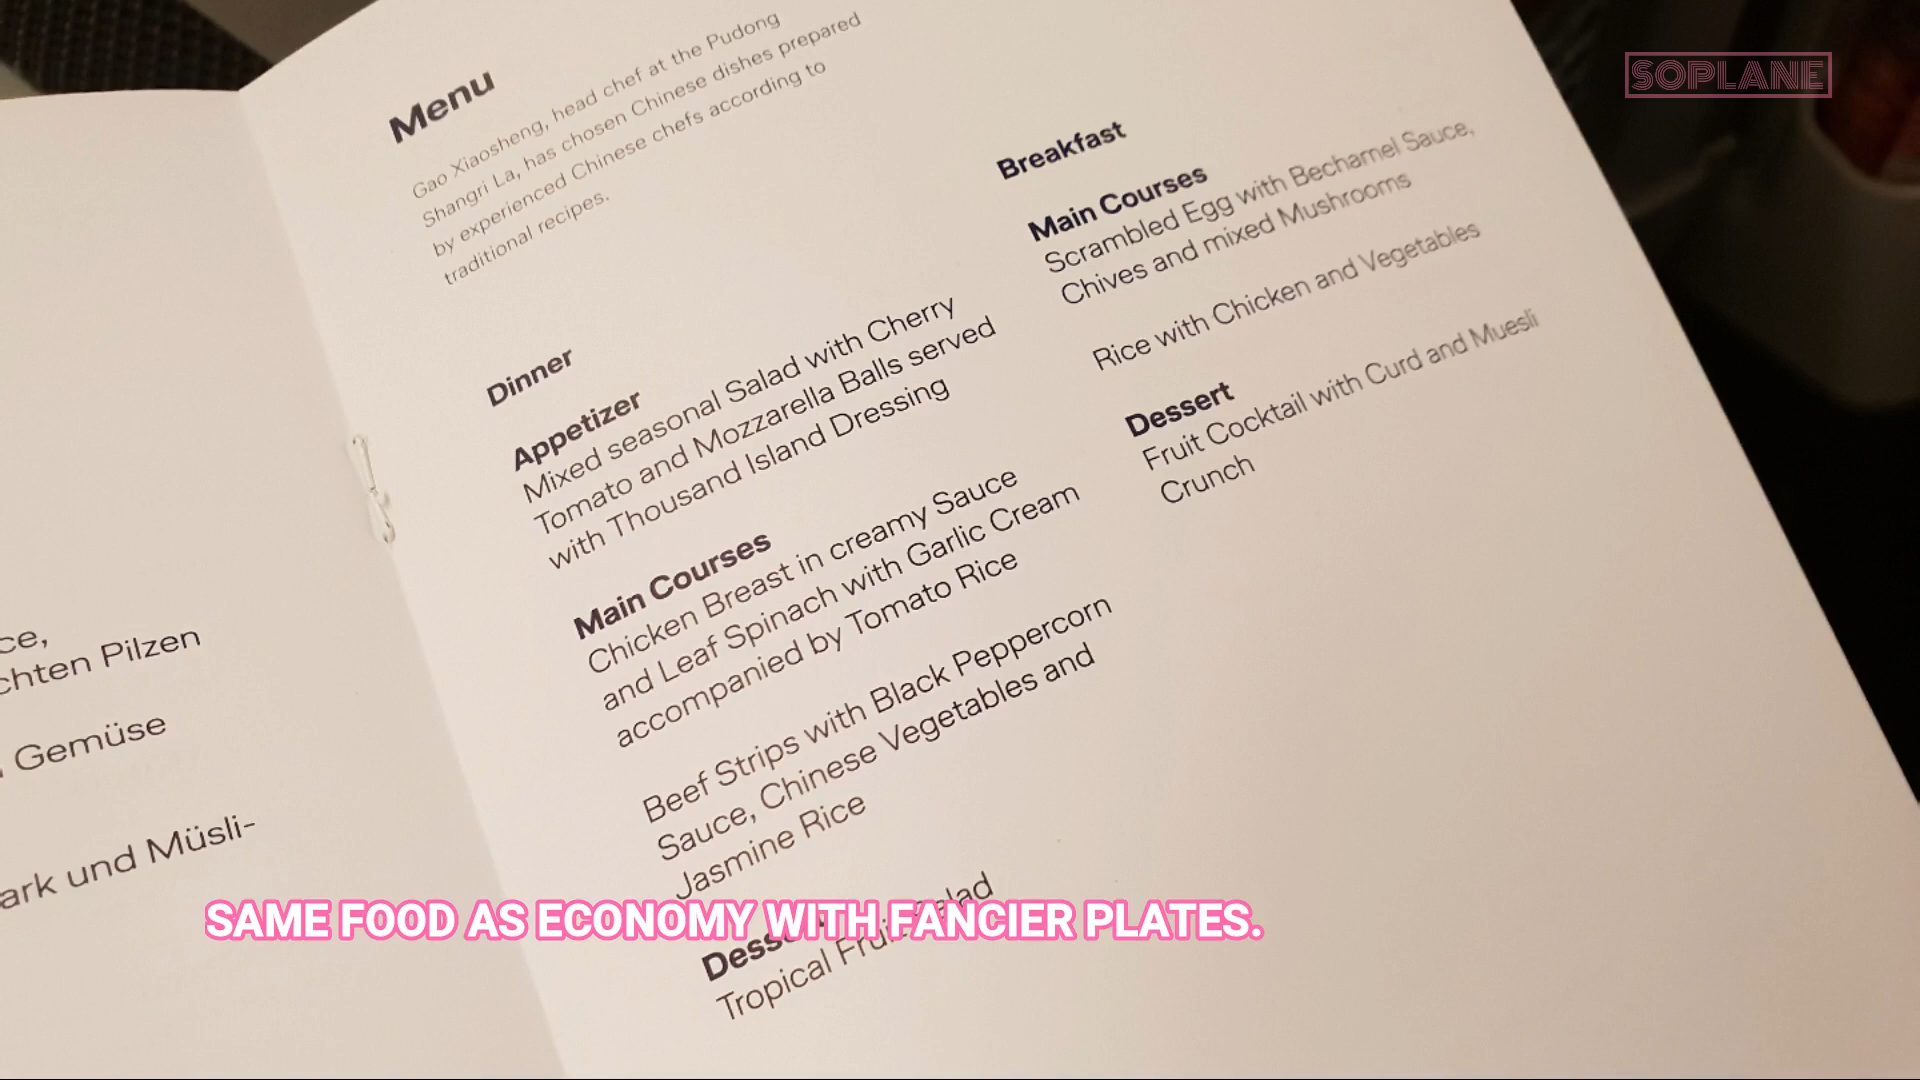 ce,
chten Pilzen
Gemüse
ark und Müsli-
Menu
Gao Xiaosheng, head chef at the Pudong
Shangri La, has chosen Chinese dishes prepared
by experienced Chinese chefs according to
traditional recipes.
Dinner
Appetizer
Mixed seasonal Salad with Cherry
Tomato and Mozzarella Balls served
with Thousand Island Dressing
Main Courses
Chicken Breast in creamy Sauce
and Leaf Spinach with Garlic Cream
accompanied by Tomato Rice
Beef Strips with Black Peppercorn
Sauce, Chinese Vegetables and
Jasmine Rice
Dessert
Tropical Fruit Salad
Breakfast
Main Courses
Scrambled Egg with Bechamel Sauce,
Chives and mixed Mushrooms
Rice with Chicken and Vegetables
Dessert
Fruit Cocktail with Curd and Muesli
Crunch
SOPLANE
SAME FOOD AS ECONOMY WITH FANCIER PLATES.